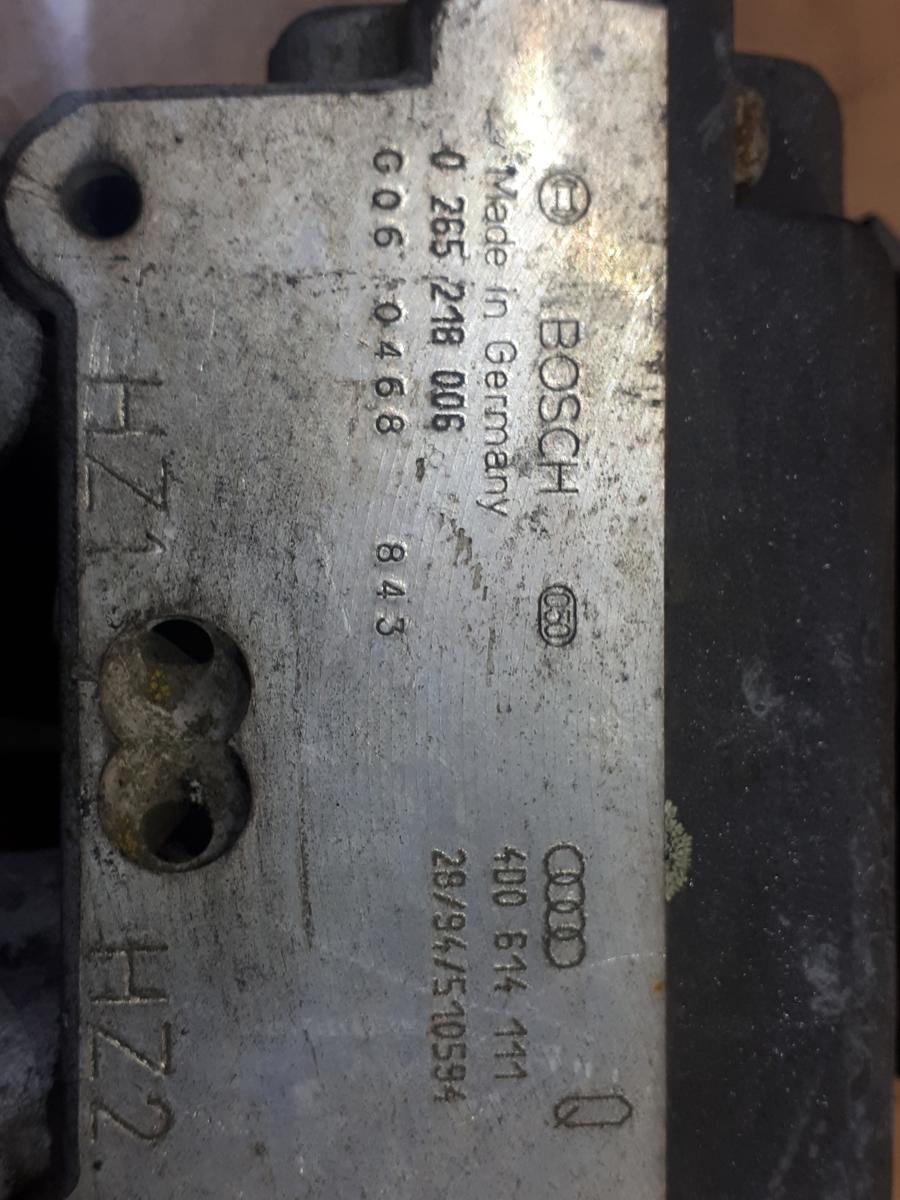 BOSCH 050
Made in Germany
0 265 218 006
G06 0468 843
4D0 614 111
28/94/510594
Q
HZ1 HZ2